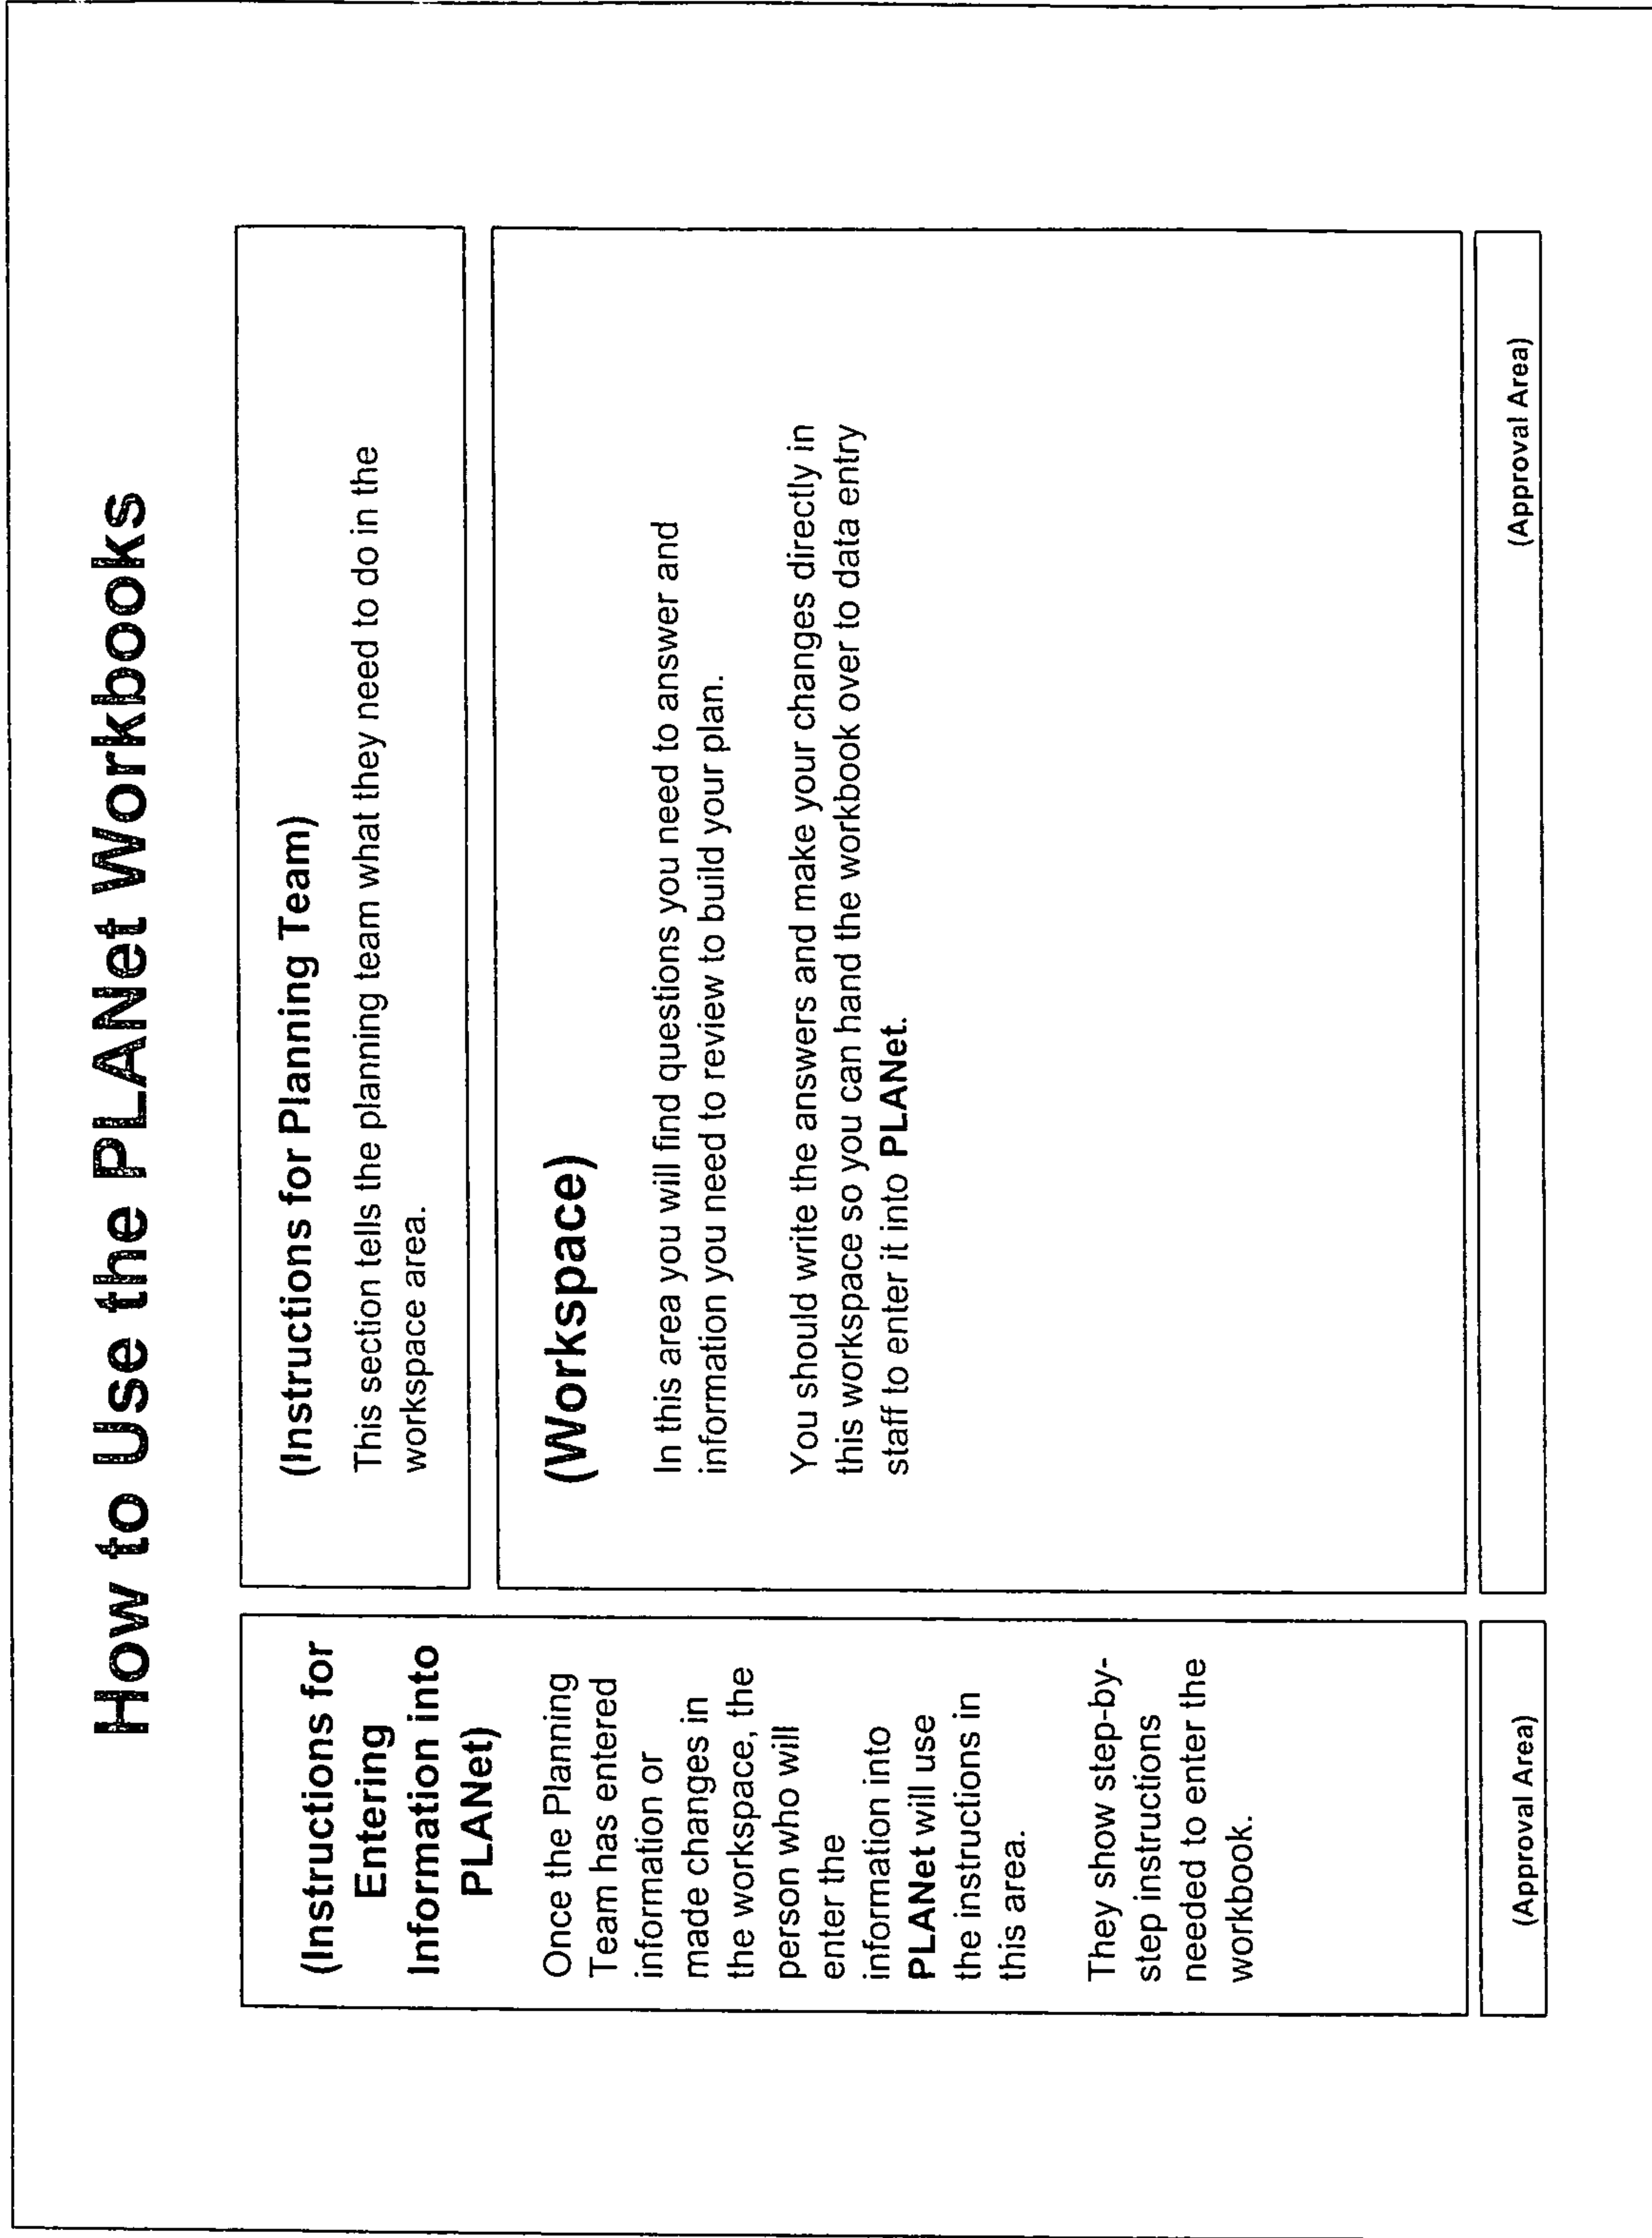 How to Use the PLANet Workbooks
(Instructions for
Entering
Information into
PLANet)
Once the Planning
Team has entered
information or
made changes in
the workspace, the
person who will
enter the
information into
PLANet will use
the instructions in
this area.
They show step-by-
step instructions
needed to enter the
workbook.
(Approval Area)
(Instructions for Planning Team)
This section tells the planning team what they need to do in the
workspace area.
(Workspace)
In this area you will find questions you need to answer and
information you need to review to build your plan.
You should write the answers and make your changes directly in
this workspace so you can hand the workbook over to data entry
staff to enter it into PLANet.
(Approval Area)